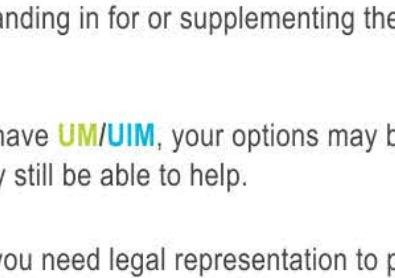 anding in for or supplementing the
have UM/UIM, your options may b
y still be able to help.
you need legal representation to p